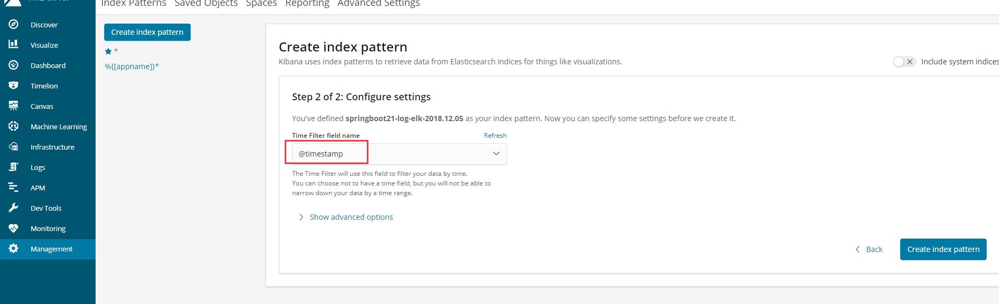 Index Patterns Saved Objects Spaces Reporting Advanced Settings
Discover
Visualize
Dashboard
Timelion
Canvas
Machine Learning
Infrastructure
Logs
APM
Dev Tools
Monitoring
Management
Create index pattern
*
%{[appname]}*
Create index pattern
Kibana uses index patterns to retrieve data from Elasticsearch indices for things like visualizations.
Include system indices
Step 2 of 2: Configure settings
You've defined springboot21-log-elk-2018.12.05 as your index pattern. Now you can specify some settings before we create it.
Time Filter field name Refresh
@timestamp
The Time Filter will use this field to filter your data by time.
You can choose not to have a time field, but you will not be able to
narrow down your data by a time range.
Show advanced options
Back Create index pattern